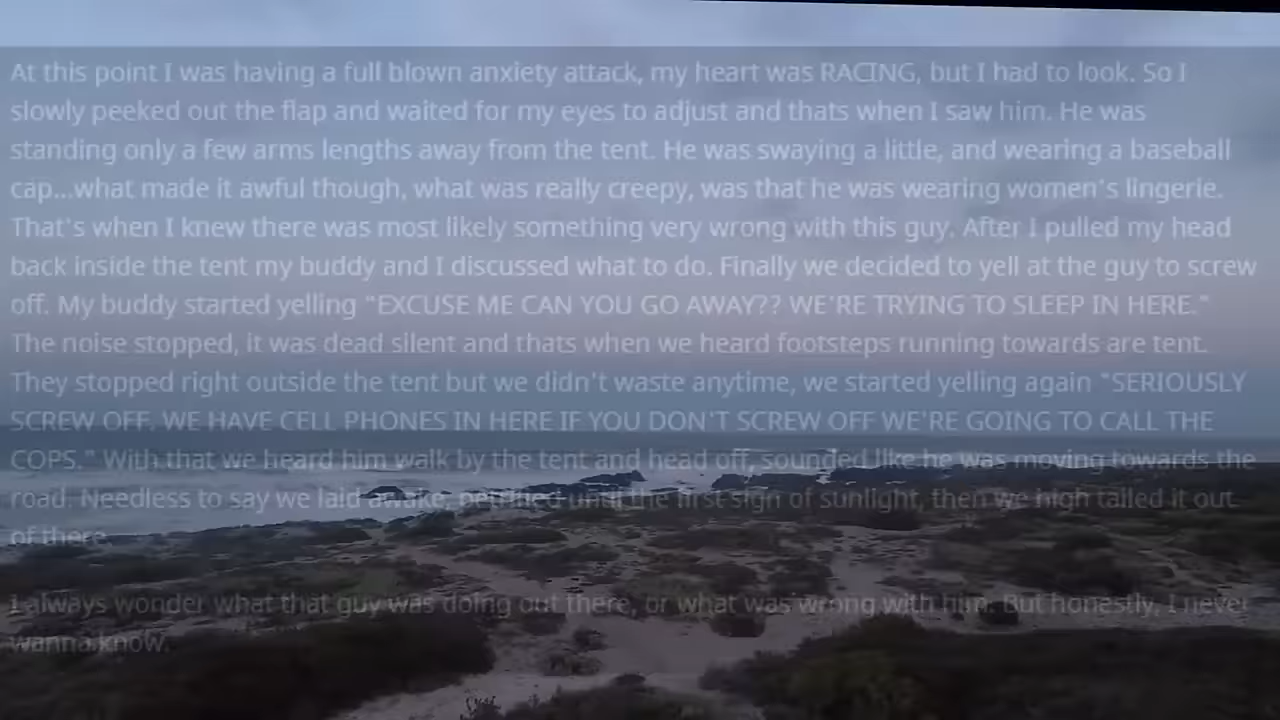 At this point I was having a full blown anxiety attack, my heart was RACING, but I had to look. So I
slowly peeked out the flap and waited for my eyes to adjust and thats when I saw him. He was
standing only a few arms lengths away from the tent. He was swaying a little, and wearing a baseball
cap...what made it awful though, what was really creepy, was that he was wearing women's lingerie.
That's when I knew there was most likely something very wrong with this guy. After I pulled my head
back inside the tent my buddy and I discussed what to do. Finally we decided to yell at the guy to screw
off. My buddy started yelling "EXCUSE ME CAN YOU GO AWAY?? WE'RE TRYING TO SLEEP IN HERE."
The noise stopped, it was dead silent and thats when we heard footsteps running towards are tent.
They stopped right outside the tent but we didn't waste anytime, we started yelling again "SERIOUSLY
SCREW OFF. WE HAVE CELL PHONES IN HERE IF YOU DON'T SCREW OFF WE'RE GOING TO CALL THE
COPS." With that we heard him walk by the tent and head off, sounded like he was moving towards the
road. Needless to say we laid awake petrified until the first sign of sunlight, then we high tailed it out
of there.
I always wonder what that guy was doing out there, or what was wrong with him. But honestly, I never
wanna know.